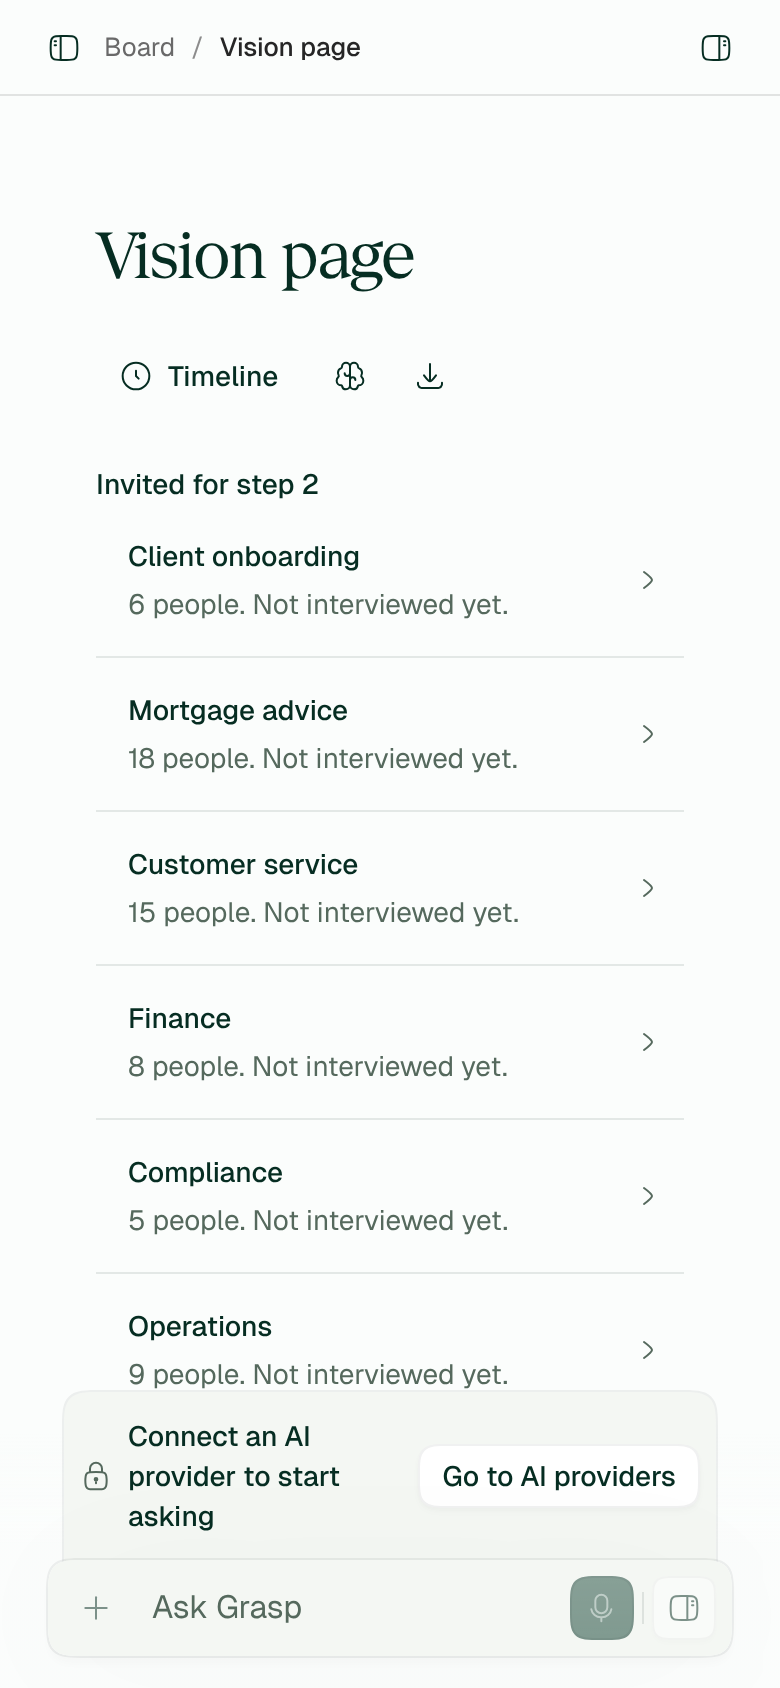 Board / Vision page
Vision page
Timeline
Invited for step 2
Client onboarding
6 people. Not interviewed yet.
Mortgage advice
18 people. Not interviewed yet.
Customer service
15 people. Not interviewed yet.
Finance
8 people. Not interviewed yet.
Compliance
5 people. Not interviewed yet.
Operations
9 people. Not interviewed yet.
Connect an AI
provider to start
asking
Go to AI providers
Ask Grasp